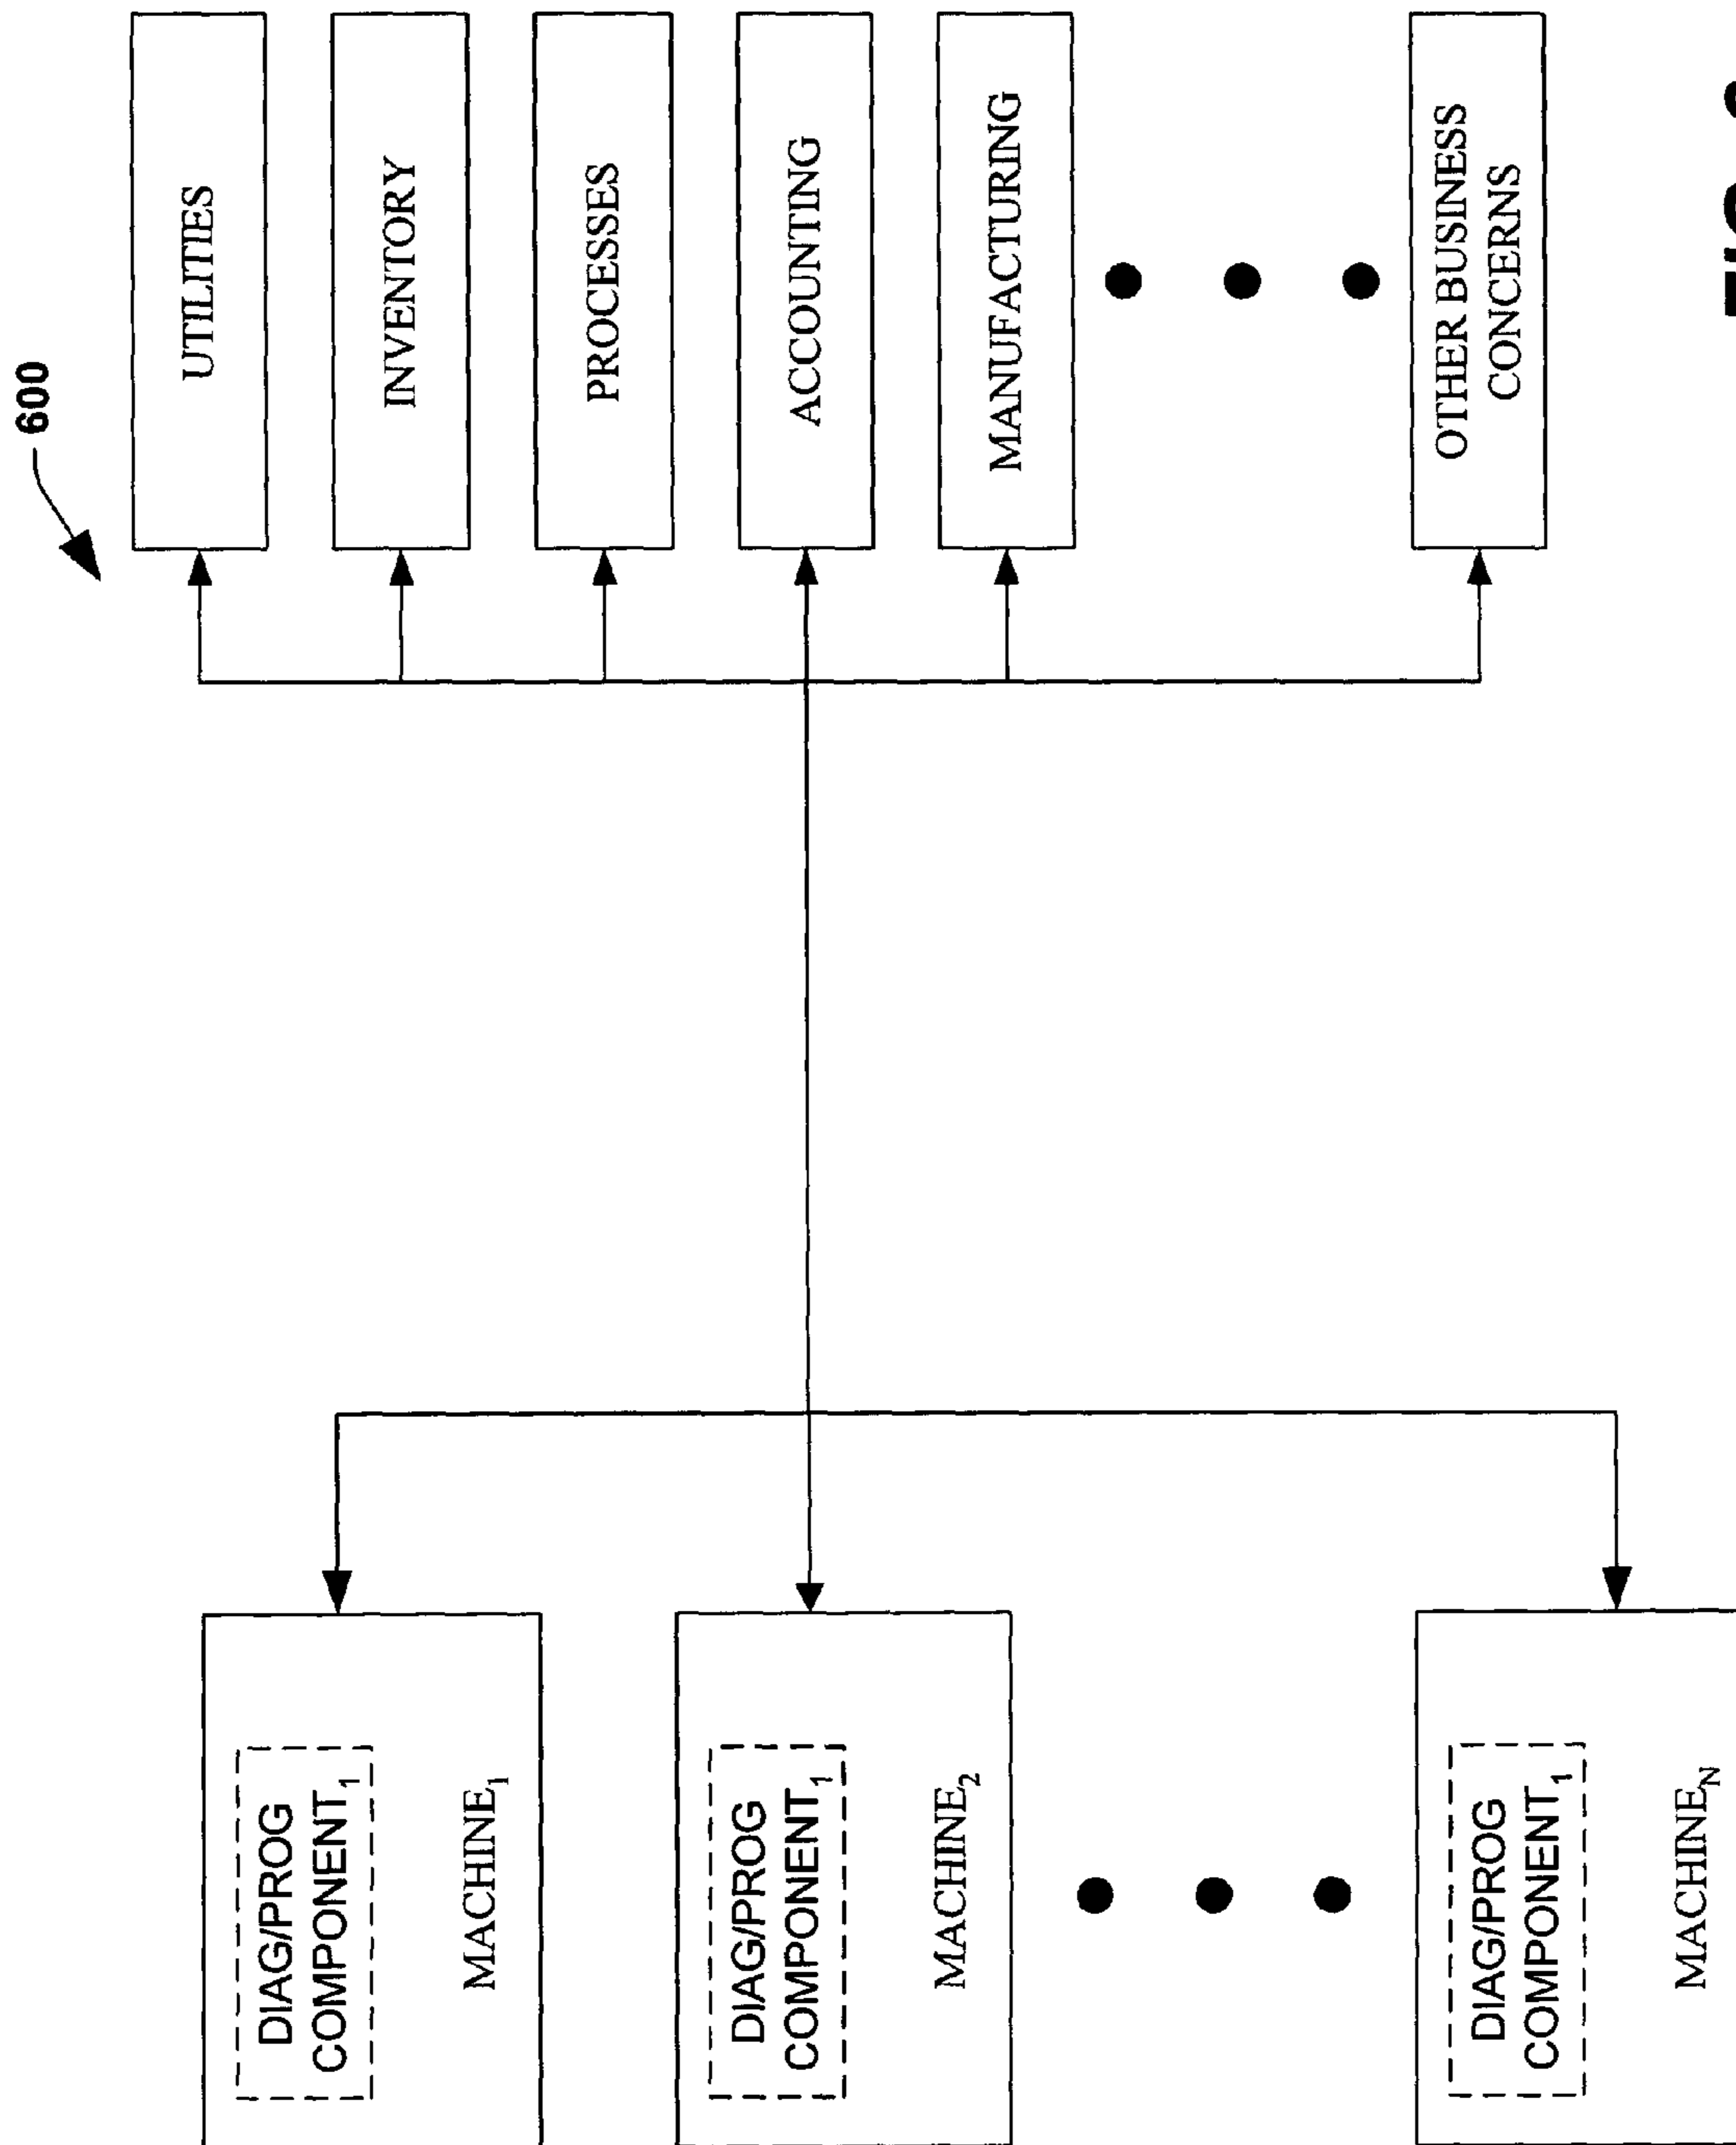 600
DIAG/PROG
COMPONENT1
MACHINE1
DIAG/PROG
COMPONENT1
MACHINE2
DIAG/PROG
COMPONENT1
MACHINEN
UTILITIES
INVENTORY
PROCESSES
ACCOUNTING
MANUFACTURING
OTHER BUSINESS
CONCERNS